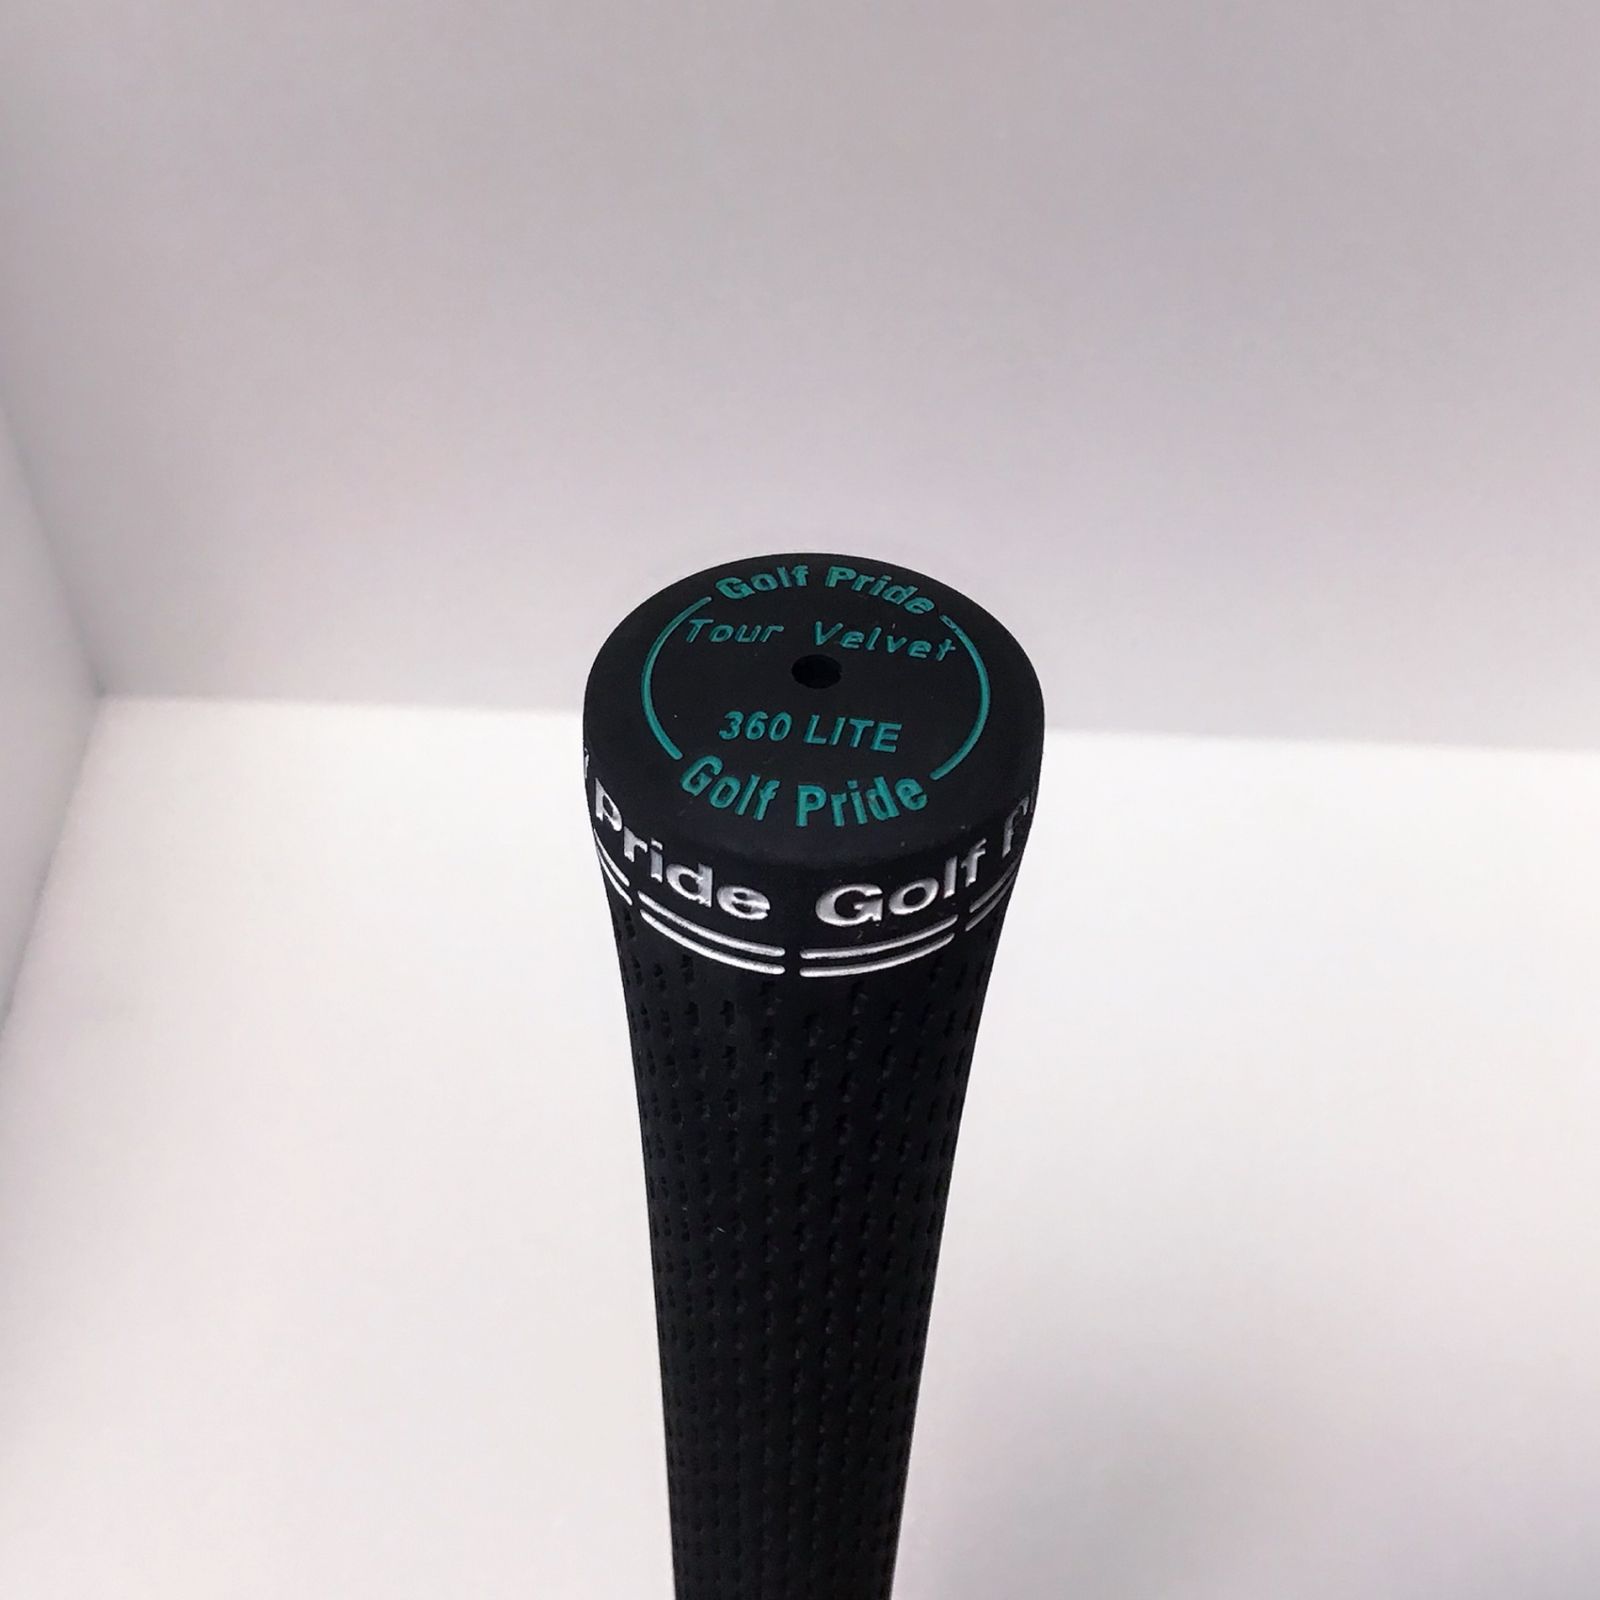 Golf Pride
Tour Velvet
360 LITE
Golf Pride
Pride Golf